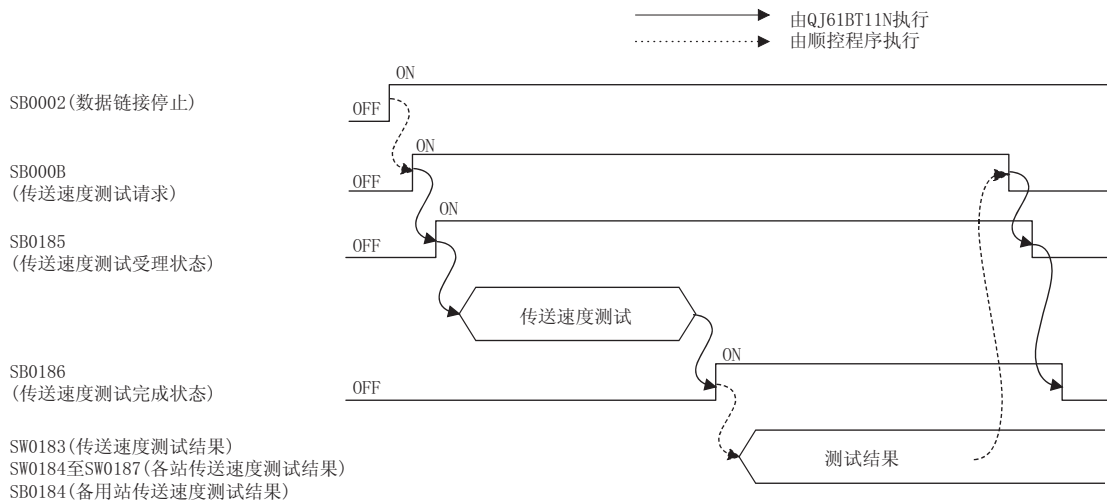 由QJ61BT11N执行
由顺控程序执行
ON
SB0002(数据链接停止)
OFF
ON
SB000B
(传送速度测试请求)
OFF
ON
SB0185
(传送速度测试受理状态)
OFF
传送速度测试
ON
SB0186
(传送速度测试完成状态)
OFF
SW0183(传送速度测试结果)
SW0184至SW0187(各站传送速度测试结果)
SB0184(备用站传送速度测试结果)
测试结果